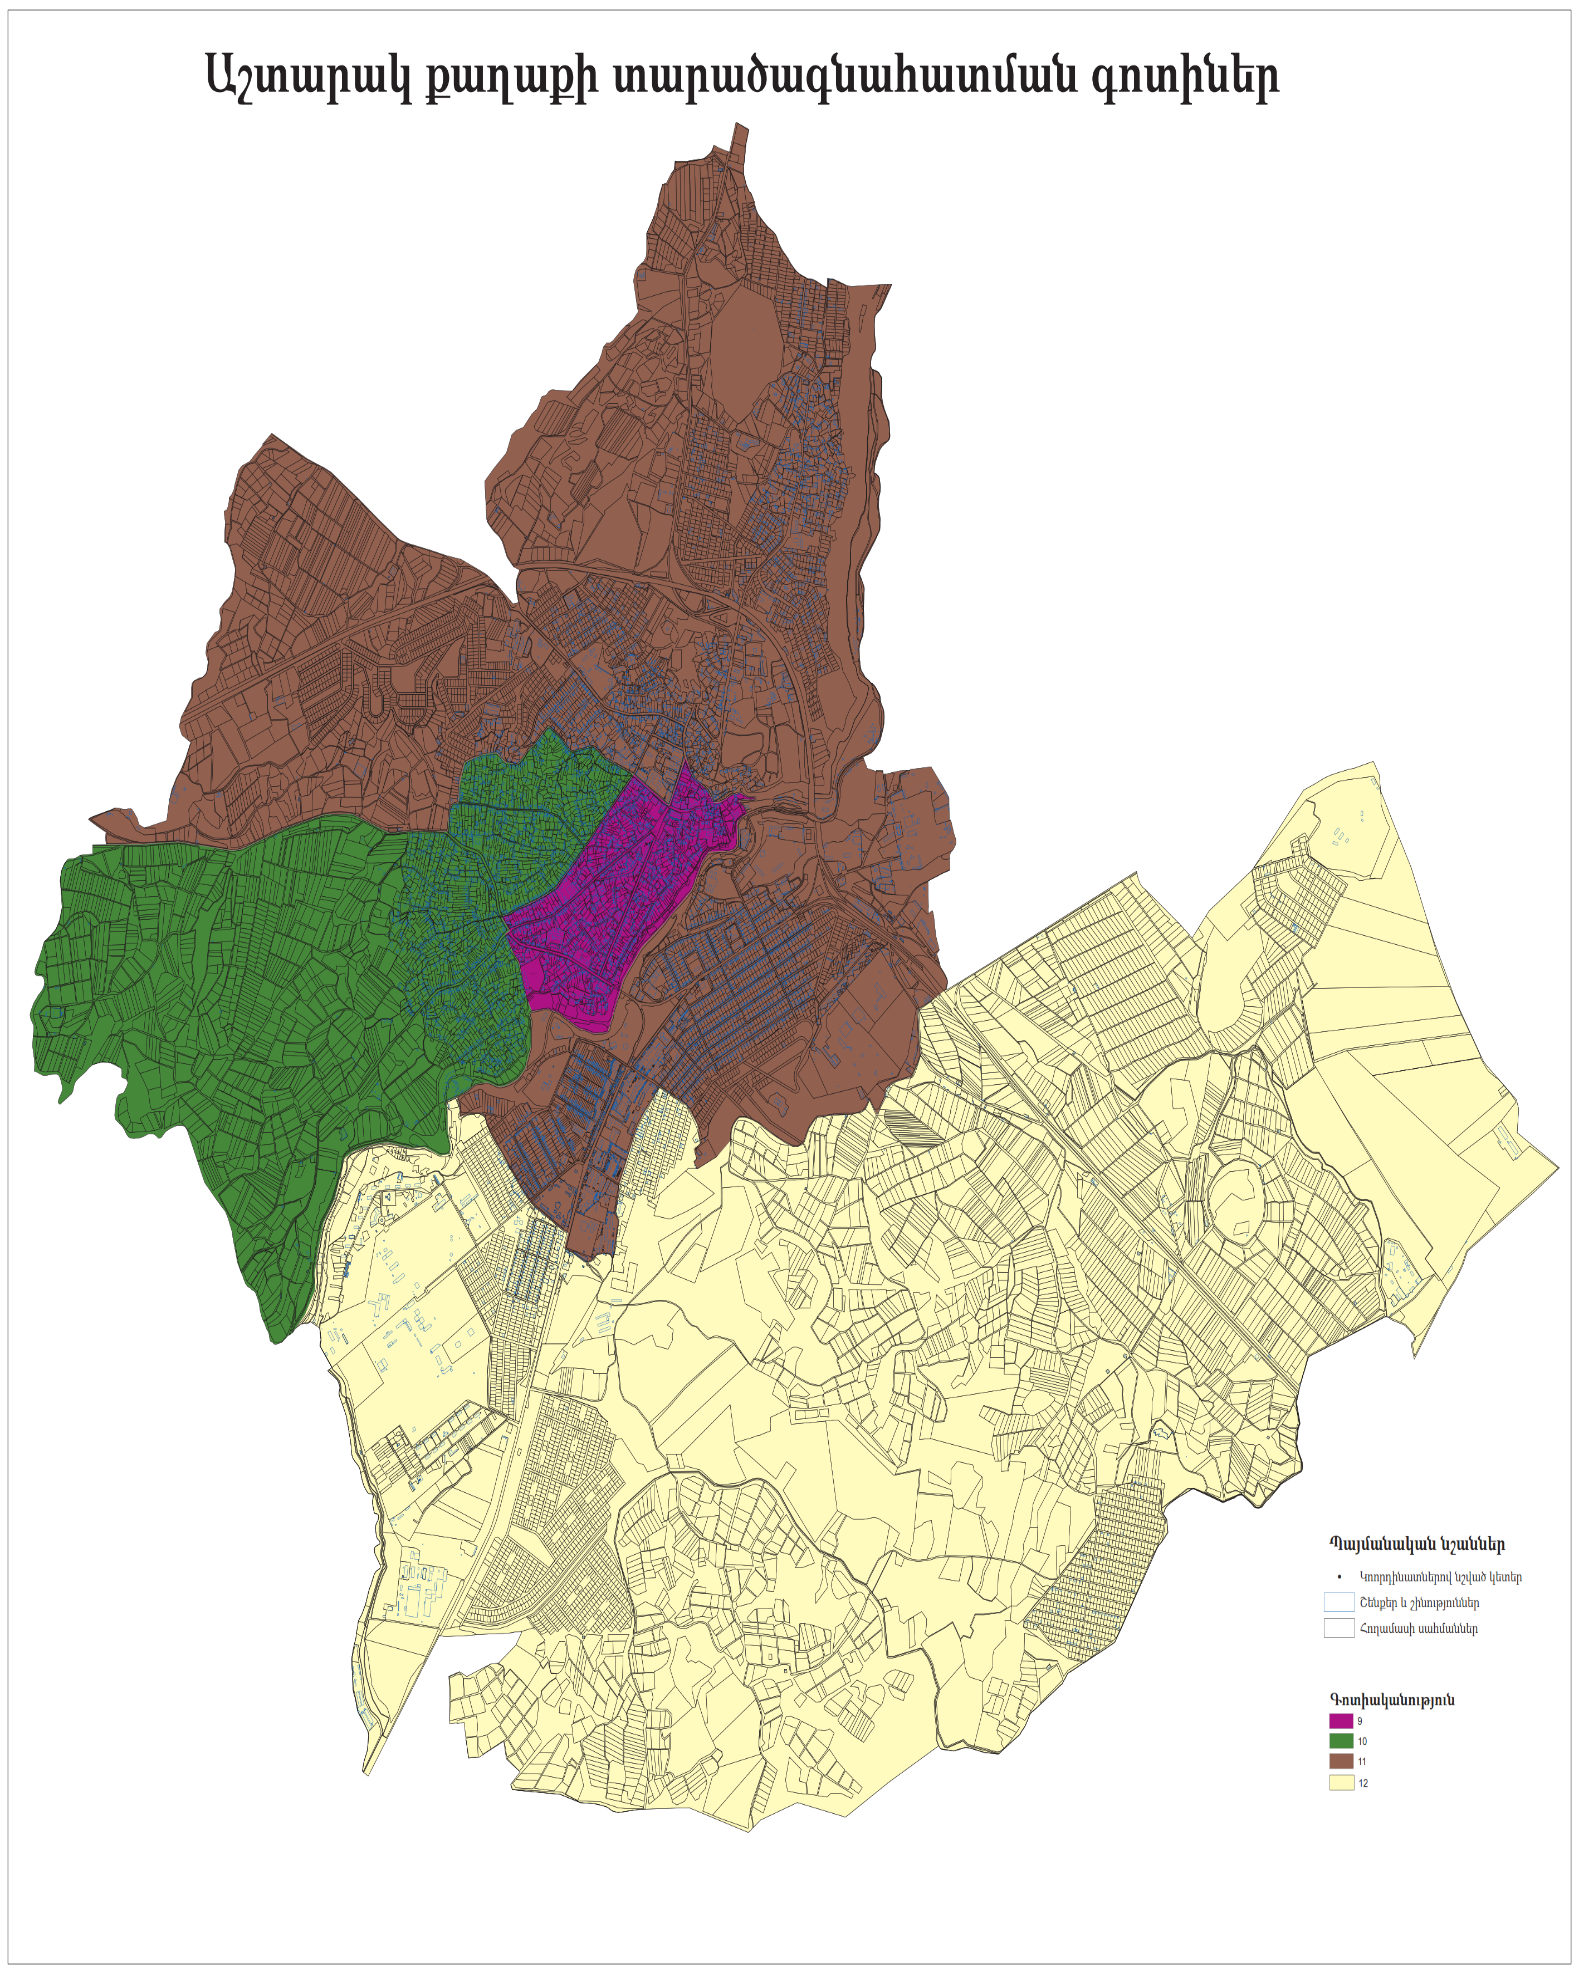 Աշտարակ քաղաքի տարածագնահատման գոտիներ
Պայմանական նշաններ
Կոորդինատներով նշված կետեր
Շենքեր և շինություններ
Հողամասի սահմաններ
Գոտիականություն
9
10
11
12